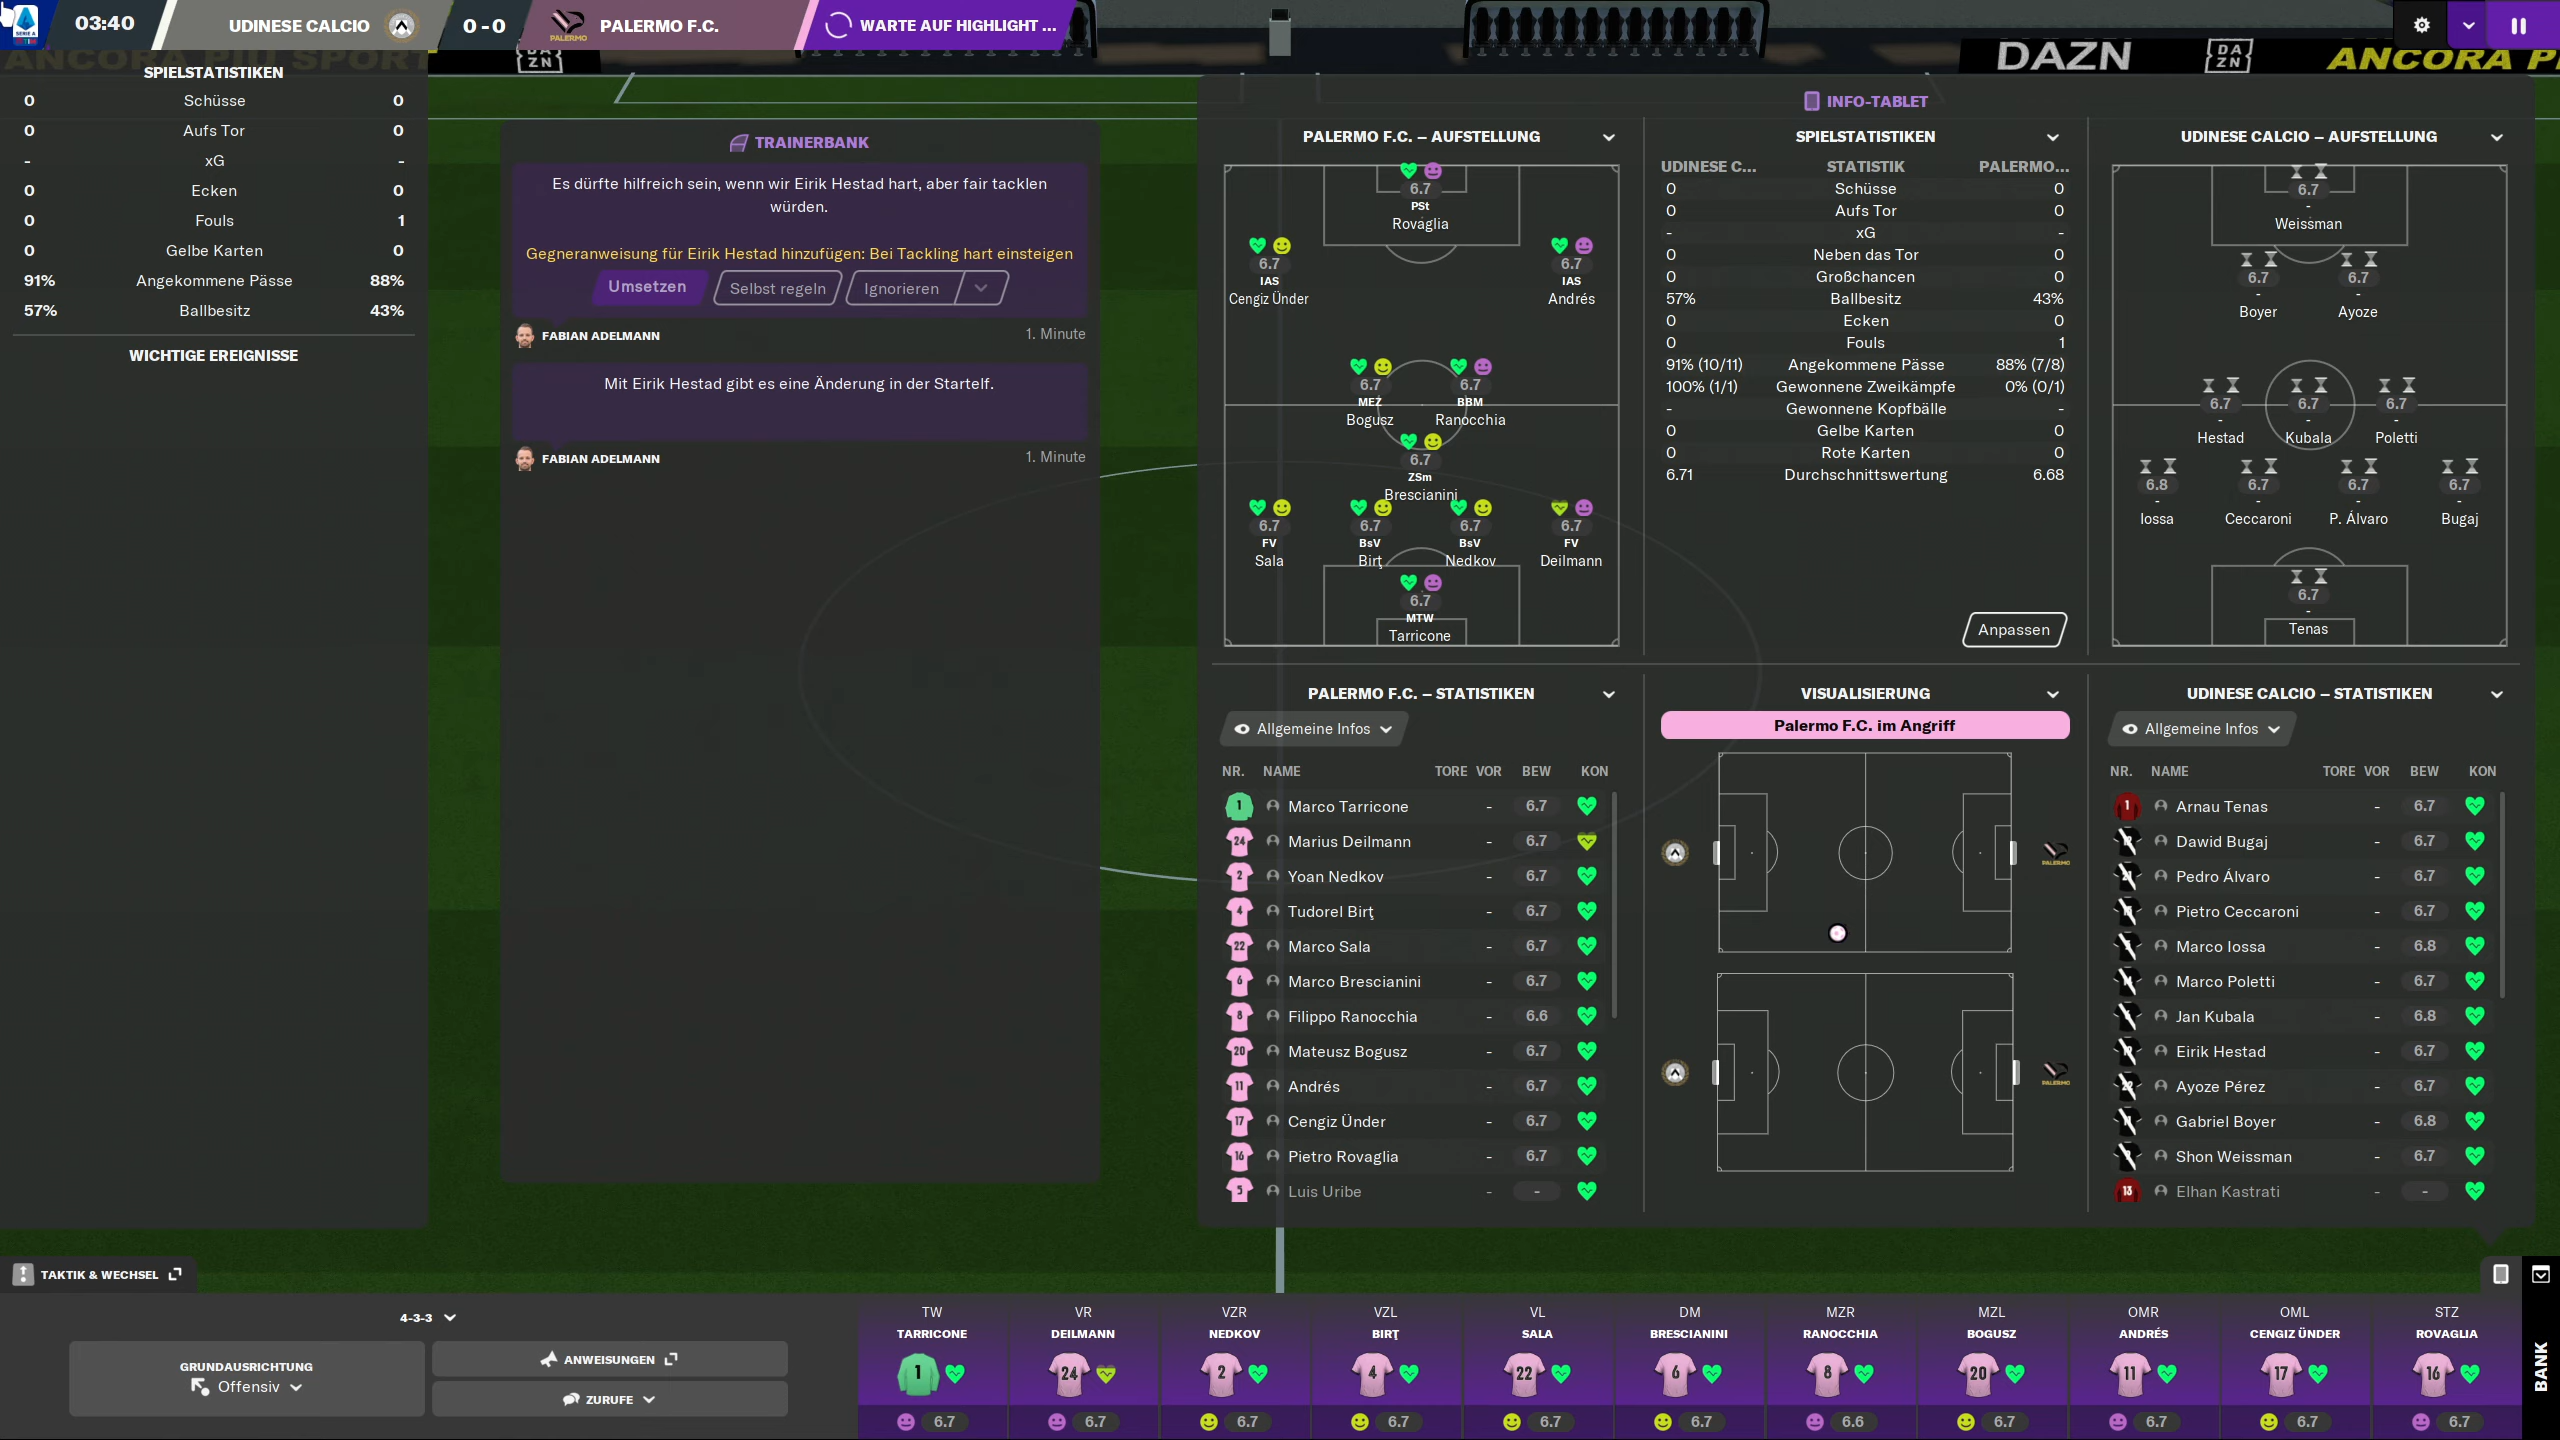 03:40
UDINESE CALCIO
0 - 0
PALERMO
PALERMO F.C.
WARTE AUF HIGHLIGHT ...
DAZN
DAZN
ANCORA P
SPIELSTATISTIKEN
0 Schüsse 0
0 Aufs Tor 0
- xG -
0 Ecken 0
0 Fouls 1
0 Gelbe Karten 0
91% Angekommene Pässe 88%
57% Ballbesitz 43%
WICHTIGE EREIGNISSE
TRAINERBANK
Es dürfte hilfreich sein, wenn wir Eirik Hestad hart, aber fair tacklen
würden.
Gegneranweisung für Eirik Hestad hinzufügen: Bei Tackling hart einsteigen
Umsetzen
Selbst regeln
Ignorieren
FABIAN ADELMANN 1. Minute
Mit Eirik Hestad gibt es eine Änderung in der Startelf.
FABIAN ADELMANN 1. Minute
INFO-TABLET
PALERMO F.C. – AUFSTELLUNG
6.7
PSt
Rovaglia
6.7 6.7
IAS IAS
Cengiz Ünder Andrés
6.7 6.7
MEZ BBM
Bogusz Ranocchia
6.7
ZSm
Brescianini
6.7 6.7 6.7 6.7
FV BsV BsV FV
Sala Birţ Nedkov Deilmann
6.7
MTW
Tarricone
SPIELSTATISTIKEN
UDINESE C... STATISTIK PALERMO...
0 Schüsse 0
0 Aufs Tor 0
- xG -
0 Neben das Tor 0
0 Großchancen 0
57% Ballbesitz 43%
0 Ecken 0
0 Fouls 1
91% (10/11) Angekommene Pässe 88% (7/8)
100% (1/1) Gewonnene Zweikämpfe 0% (0/1)
- Gewonnene Kopfbälle -
0 Gelbe Karten 0
0 Rote Karten 0
6.71 Durchschnittswertung 6.68
Anpassen
UDINESE CALCIO – AUFSTELLUNG
6.7
-
Weissman
6.7 6.7
- -
Boyer Ayoze
6.7 6.7 6.7
- - -
Hestad Kubala Poletti
6.8 6.7 6.7 6.7
- - - -
Iossa Ceccaroni P. Álvaro Bugaj
6.7
-
Tenas
PALERMO F.C. – STATISTIKEN
Allgemeine Infos
NR. NAME TORE VOR BEW KON
1 Marco Tarricone - 6.7
24 Marius Deilmann - 6.7
2 Yoan Nedkov - 6.7
4 Tudorel Birţ - 6.7
22 Marco Sala - 6.7
6 Marco Brescianini - 6.7
8 Filippo Ranocchia - 6.6
20 Mateusz Bogusz - 6.7
11 Andrés - 6.7
17 Cengiz Ünder - 6.7
16 Pietro Rovaglia - 6.7
5 Luis Uribe - -
VISUALISIERUNG
Palermo F.C. im Angriff
PALERMO
PALERMO
UDINESE CALCIO – STATISTIKEN
Allgemeine Infos
NR. NAME TORE VOR BEW KON
1 Arnau Tenas - 6.7
Dawid Bugaj - 6.7
Pedro Álvaro - 6.7
Pietro Ceccaroni - 6.7
Marco Iossa - 6.8
Marco Poletti - 6.7
Jan Kubala - 6.8
Eirik Hestad - 6.7
Ayoze Pérez - 6.7
Gabriel Boyer - 6.8
Shon Weissman - 6.7
13 Elhan Kastrati - -
TAKTIK & WECHSEL
4-3-3
GRUNDAUSRICHTUNG
Offensiv
ANWEISUNGEN
ZURUFE
TW VR VZR VZL VL DM MZR MZL OMR OML STZ
TARRICONE DEILMANN NEDKOV BIRŢ SALA BRESCIANINI RANOCCHIA BOGUSZ ANDRÉS CENGIZ ÜNDER ROVAGLIA
1 24 2 4 22 6 8 20 11 17 16
6.7 6.7 6.7 6.7 6.7 6.7 6.6 6.7 6.7 6.7 6.7
BANK